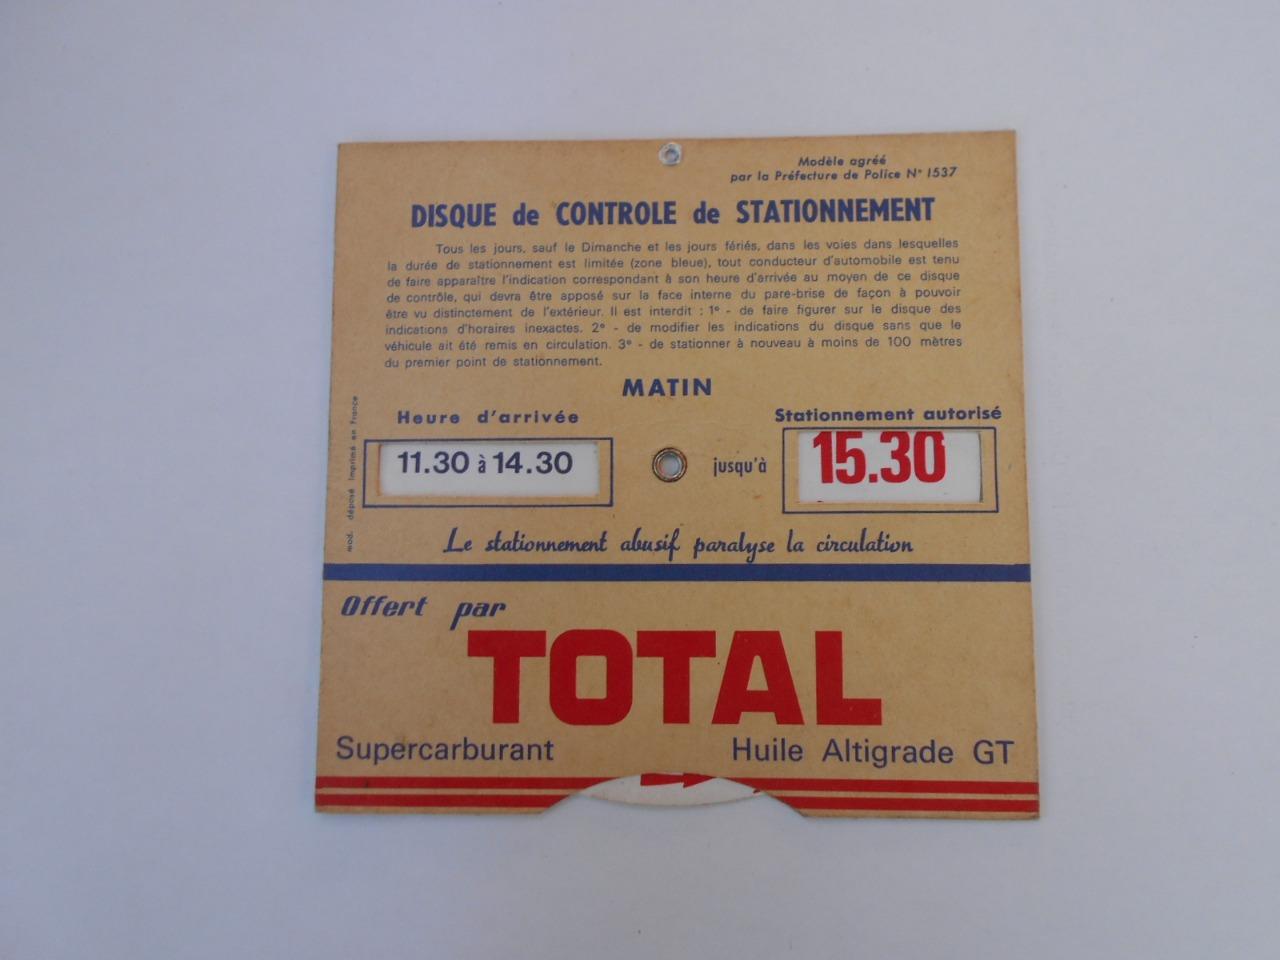 Modèle agréé
par la Préfecture de Police N° 1537
DISQUE de CONTROLE de STATIONNEMENT
Tous les jours, sauf le Dimanche et les jours fériés, dans les voies dans lesquelles
la durée de stationnement est limitée (zone bleue), tout conducteur d'automobile est tenu
de faire apparaître l'indication correspondant à son heure d'arrivée au moyen de ce disque
de contrôle, qui devra être apposé sur la face interne du pare-brise de façon à pouvoir
être vu distinctement de l'extérieur. Il est interdit : 1° - de faire figurer sur le disque des
indications d'horaires inexactes. 2° - de modifier les indications du disque sans que le
véhicule ait été remis en circulation. 3° - de stationner à nouveau à moins de 100 mètres
du premier point de stationnement.
MATIN
Heure d'arrivée
Stationnement autorisé
11.30 à 14.30
jusqu'à
15.30
mod. déposé Imprimé en France
Le stationnement abusif paralyse la circulation
Offert par
TOTAL
Supercarburant
Huile Altigrade GT